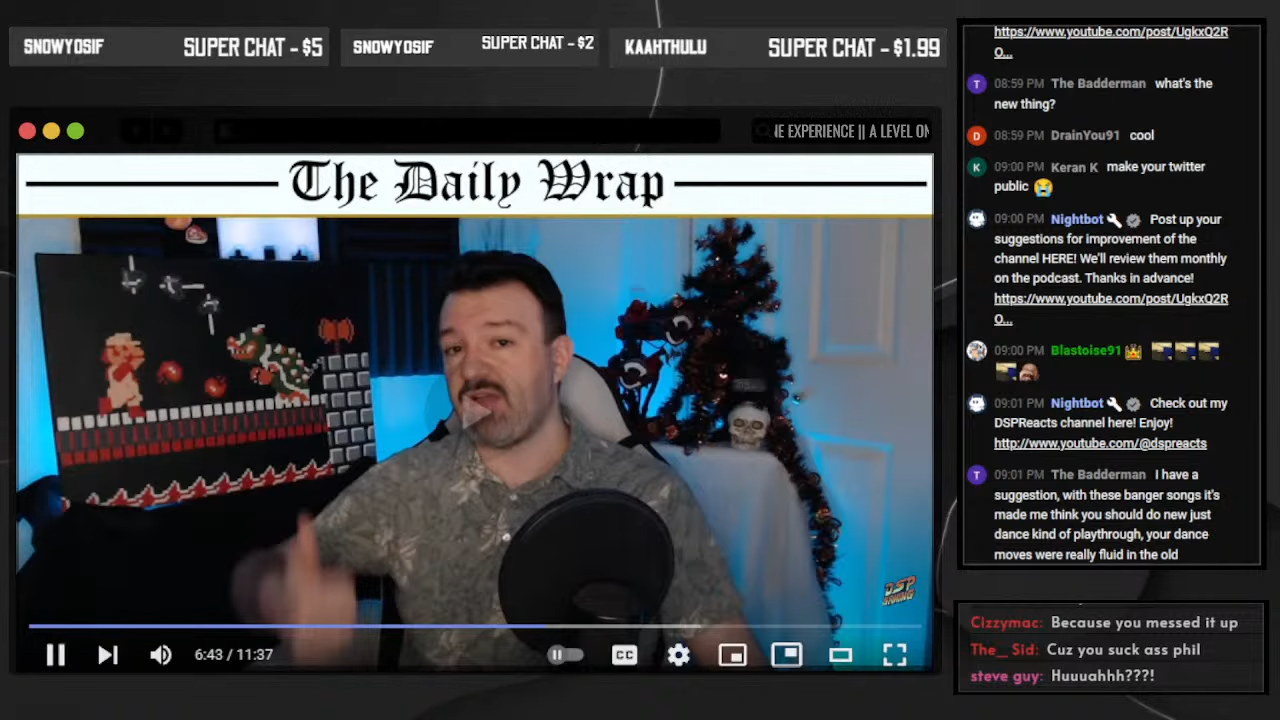 SNOWYOSIF SUPER CHAT - $5
SNOWYOSIF SUPER CHAT - $2
KAAHTHULU SUPER CHAT - $1.99
IE EXPERIENCE || A LEVEL ON
The Daily Wrap
DSP
GAMING
6:43 / 11:37
CC
https://www.youtube.com/post/UgkxQ2R
O...
T 08:59 PM The Badderman what's the
new thing?
D 08:59 PM DrainYou91 cool
K 09:00 PM Keran K make your twitter
public 😭
09:00 PM Nightbot Post up your
suggestions for improvement of the
channel HERE! We'll review them monthly
on the podcast. Thanks in advance!
https://www.youtube.com/post/UgkxQ2R
O...
09:00 PM Blastoise91
09:01 PM Nightbot Check out my
DSPReacts channel here! Enjoy!
http://www.youtube.com/@dspreacts
T 09:01 PM The Badderman I have a
suggestion, with these banger songs it's
made me think you should do new just
dance kind of playthrough, your dance
moves were really fluid in the old
Cizzymac: Because you messed it up
The_ Sid: Cuz you suck ass phil
steve guy: Huuuahhh???!